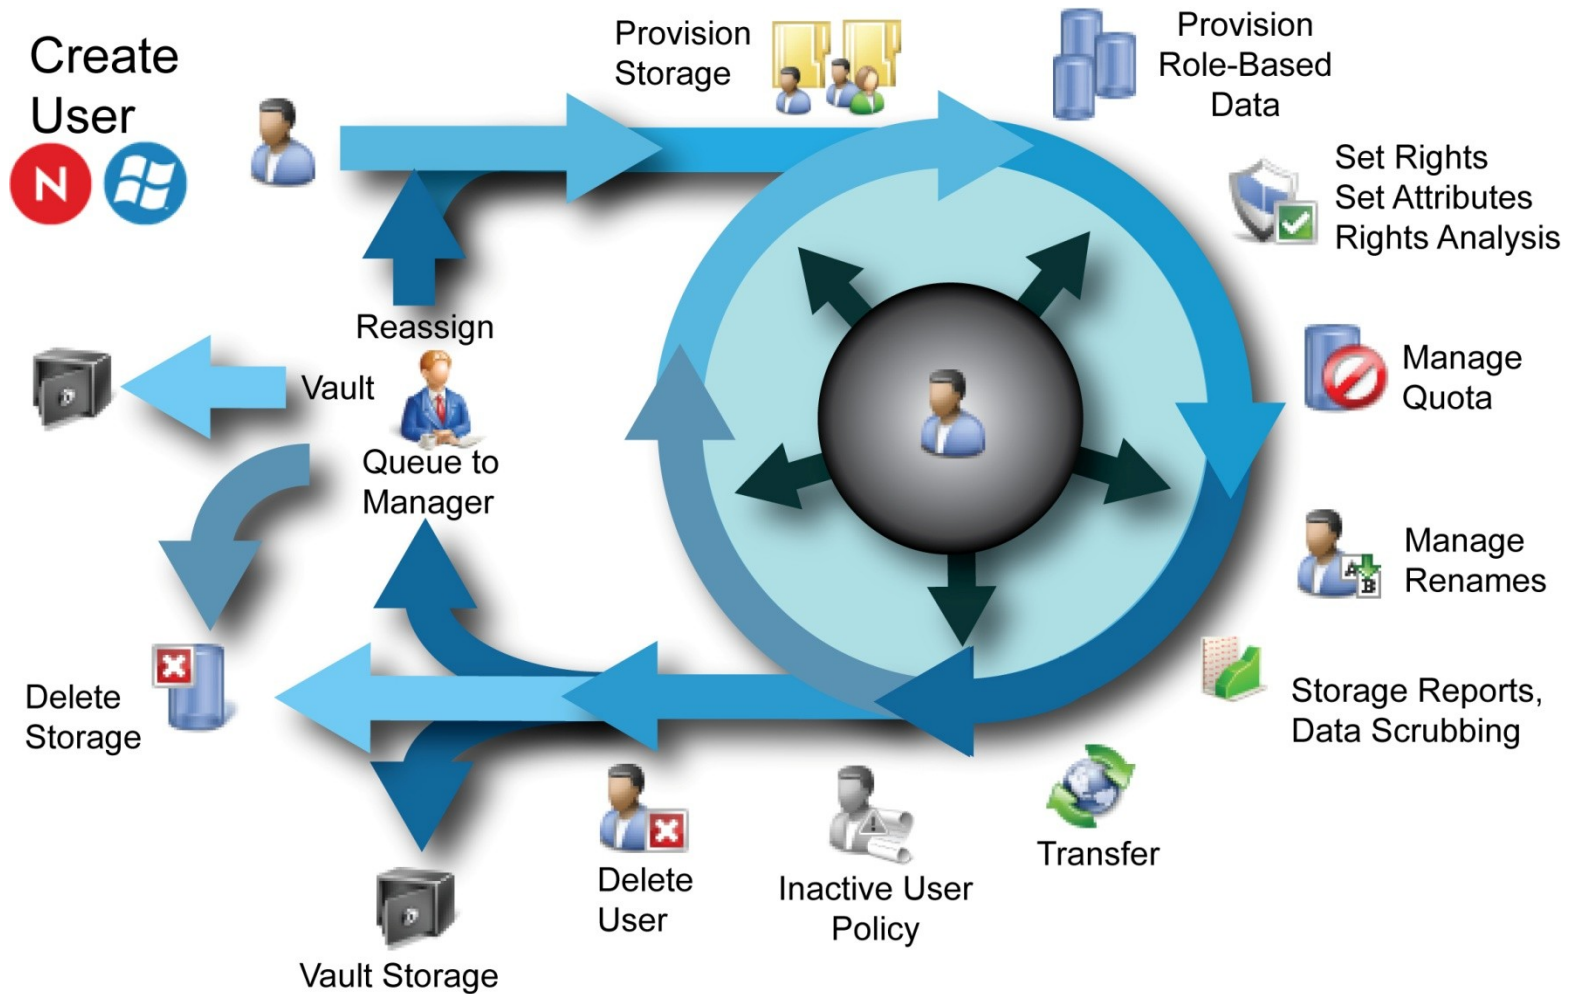 Create
User
N
Provision
Storage
Provision
Role-Based
Data
Set Rights
Set Attributes
Rights Analysis
Reassign
Vault
Queue to
Manager
Manage
Quota
Manage
Renames
A
B
Storage Reports,
Data Scrubbing
Delete
Storage
Transfer
Inactive User
Policy
Delete
User
Vault Storage